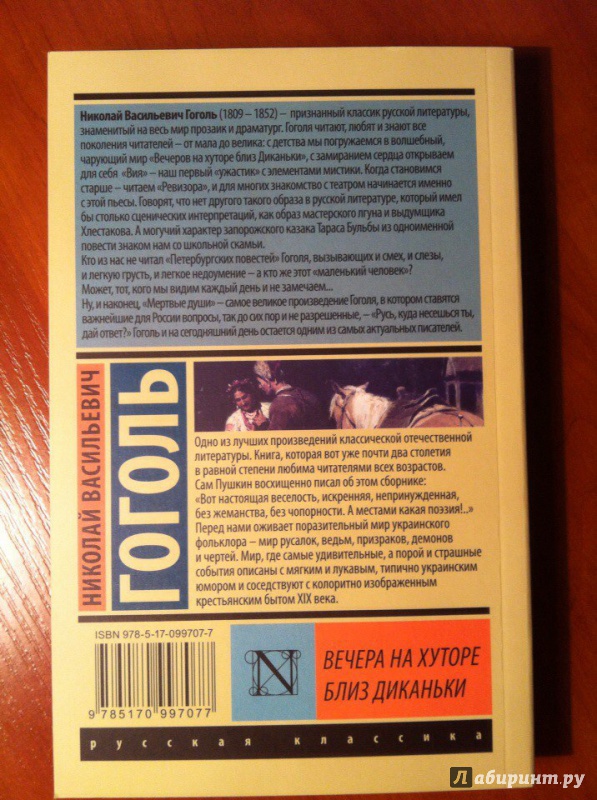 Николай Васильевич Гоголь (1809 – 1852) – признанный классик русской литературы,
знаменитый на весь мир прозаик и драматург. Гоголя читают, любят и знают все
поколения читателей – от мала до велика: с детства мы погружаемся в волшебный,
чарующий мир «Вечеров на хуторе близ Диканьки», с замиранием сердца открываем
для себя «Вия» – наш первый «ужастик» с элементами мистики. Когда становимся
старше – читаем «Ревизора», и для многих знакомство с театром начинается именно
с этой пьесы. Говорят, что нет другого такого образа в русской литературе, который имел
бы столько сценических интерпретаций, как образ мастерского лгуна и выдумщика
Хлестакова. А могучий характер запорожского казака Тараса Бульбы из одноименной
повести знаком нам со школьной скамьи.
Кто из нас не читал «Петербургских повестей» Гоголя, вызывающих и смех, и слезы,
и легкую грусть, и легкое недоумение – а кто же этот «маленький человек»?
Может, тот, кого мы видим каждый день и не замечаем...
Ну, и наконец, «Мертвые души» – самое великое произведение Гоголя, в котором ставятся
важнейшие для России вопросы, так до сих пор и не разрешенные, – «Русь, куда несешься ты,
дай ответ?» Гоголь и на сегодняшний день остается одним из самых актуальных писателей.
НИКОЛАЙ ВАСИЛЬЕВИЧ
ГОГОЛЬ
Одно из лучших произведений классической отечественной
литературы. Книга, которая вот уже почти два столетия
в равной степени любима читателями всех возрастов.
Сам Пушкин восхищенно писал об этом сборнике:
«Вот настоящая веселость, искренняя, непринужденная,
без жеманства, без чопорности. А местами какая поэзия!..»
Перед нами оживает поразительный мир украинского
фольклора – мир русалок, ведьм, призраков, демонов
и чертей. Мир, где самые удивительные, а порой и страшные
события описаны с мягким и лукавым, типично украинским
юмором и соседствуют с колоритно изображенным
крестьянским бытом XIX века.
ISBN 978-5-17-099707-7
9 785170 997077
N
ВЕЧЕРА НА ХУТОРЕ
БЛИЗ ДИКАНЬКИ
русская классика
Лабиринт.ру